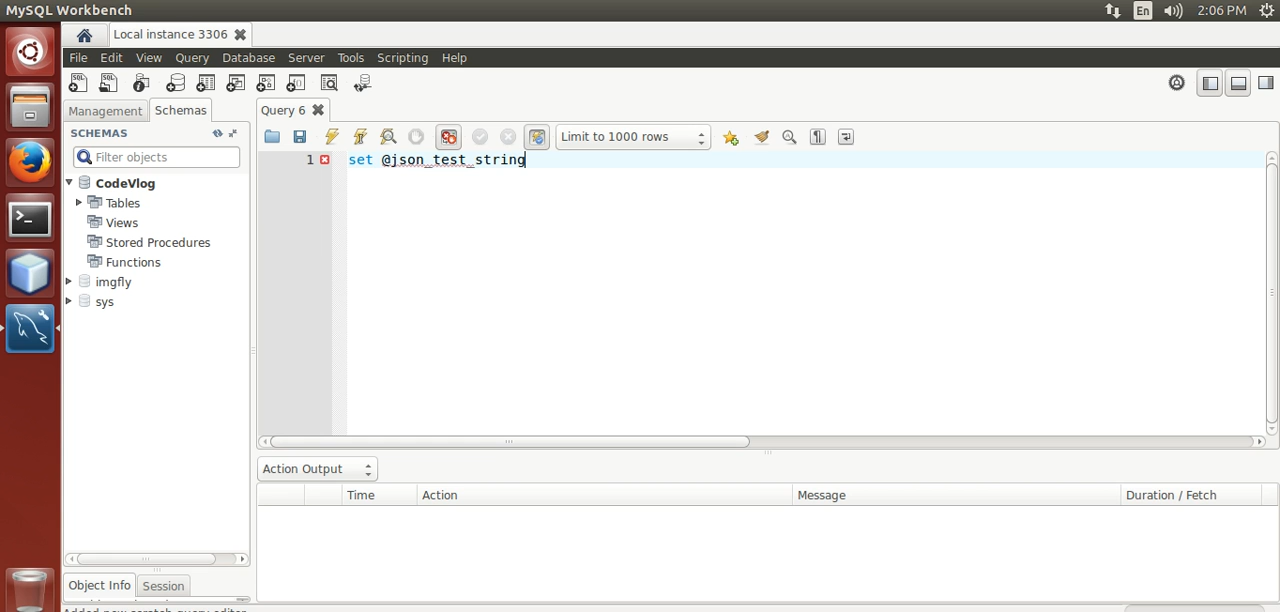 MySQL Workbench
En
2:06 PM
Local instance 3306
File Edit View Query Database Server Tools Scripting Help
Management Schemas
Query 6
SCHEMAS
Limit to 1000 rows
Filter objects
1 set @json_test_string
CodeVlog
Tables
Views
Stored Procedures
Functions
imgfly
sys
Action Output
Time Action Message Duration / Fetch
Object Info Session